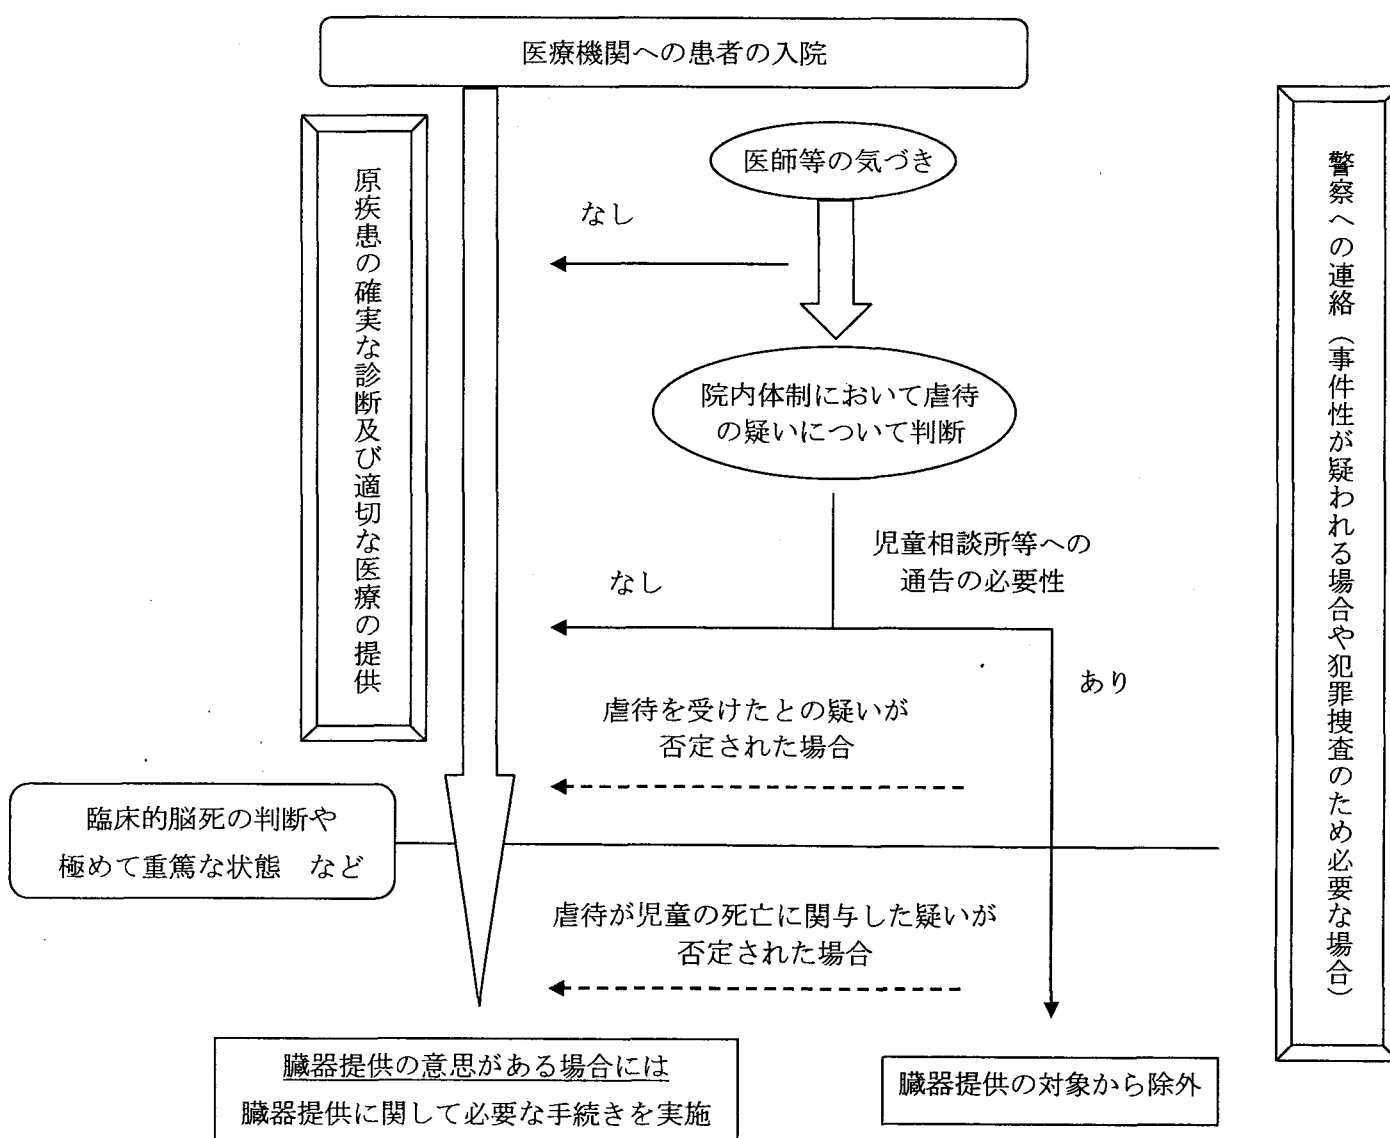 医療機関への患者の入院
原疾患の確実な診断及び適切な医療の提供
医師等の気づき
なし
院内体制において虐待
の疑いについて判断
児童相談所等への
通告の必要性
なし
あり
虐待を受けたとの疑いが
否定された場合
臨床的脳死の判断や
極めて重篤な状態　など
虐待が児童の死亡に関与した疑いが
否定された場合
臓器提供の意思がある場合には
臓器提供に関して必要な手続きを実施
臓器提供の対象から除外
警察への連絡（事件性が疑われる場合や犯罪捜査のため必要な場合）